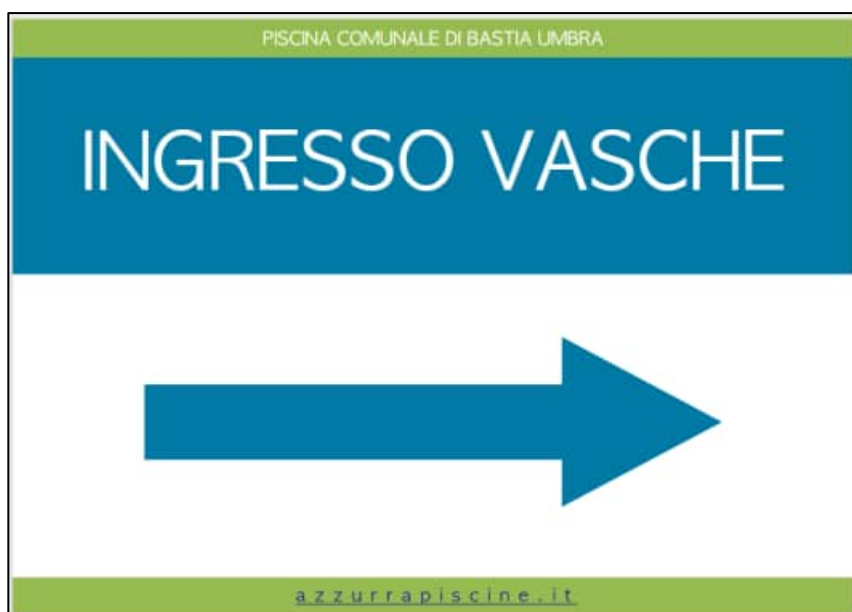 PISCINA COMUNALE DI BASTIA UMBRA
INGRESSO VASCHE
azzurrapiscine.it